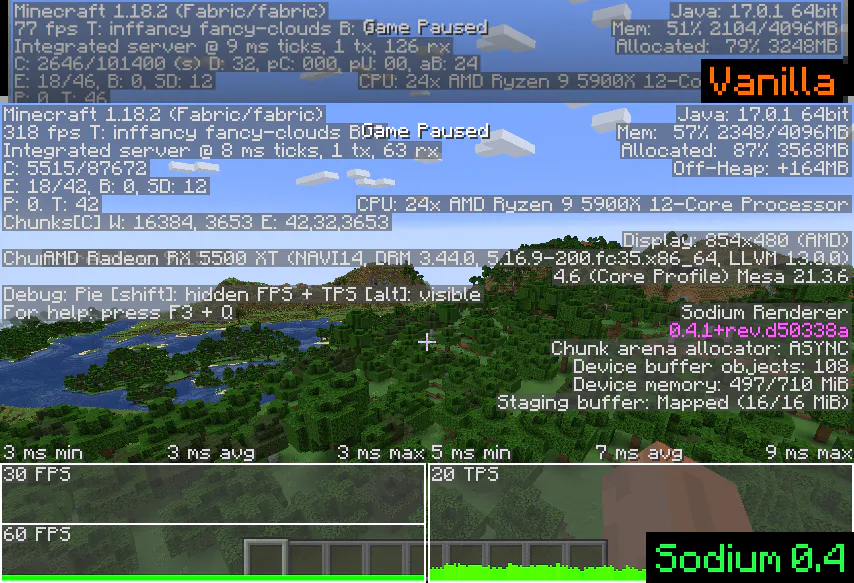 Minecraft 1.18.2 (Fabric/fabric)
Java: 17.0.1 64bit
77 fps T: inffancy fancy-clouds B:
Game Paused
Mem: 51% 2104/4096MB
Integrated server @ 9 ms ticks, 1 tx, 126 rx
Allocated: 79% 3248MB
C: 2646/101400 (s) D: 32, pC: 000, pU: 00, aB: 24
E: 18/46, B: 0, SD: 12
CPU: 24x AMD Ryzen 9 5900X 12-Co
P: 0. T: 46
Vanilla
Minecraft 1.18.2 (Fabric/fabric)
Java: 17.0.1 64bit
318 fps T: inffancy fancy-clouds B
Game Paused
Mem: 57% 2348/4096MB
Integrated server @ 8 ms ticks, 1 tx, 63 rx
Allocated: 87% 3568MB
C: 5515/87672
Off-Heap: +164MB
E: 18/42, B: 0, SD: 12
P: 0. T: 42
CPU: 24x AMD Ryzen 9 5900X 12-Core Processor
Chunks[C] W: 16384, 3653 E: 42,32,3653
Display: 854x480 (AMD)
AMD Radeon RX 5500 XT (NAVI14, DRM 3.44.0, 5.16.9-200.fc35.x86_64, LLVM 13.0.0)
4.6 (Core Profile) Mesa 21.3.6
Debug: Pie [shift]: hidden FPS + TPS [alt]: visible
For help: press F3 + Q
Sodium Renderer
0.4.1+rev.d50338a
Chunk arena allocator: ASYNC
Device buffer objects: 108
Device memory: 497/710 MiB
Staging buffer: Mapped (16/16 MiB)
3 ms min
3 ms avg
3 ms max
5 ms min
7 ms avg
9 ms max
30 FPS
20 TPS
60 FPS
Sodium 0.4